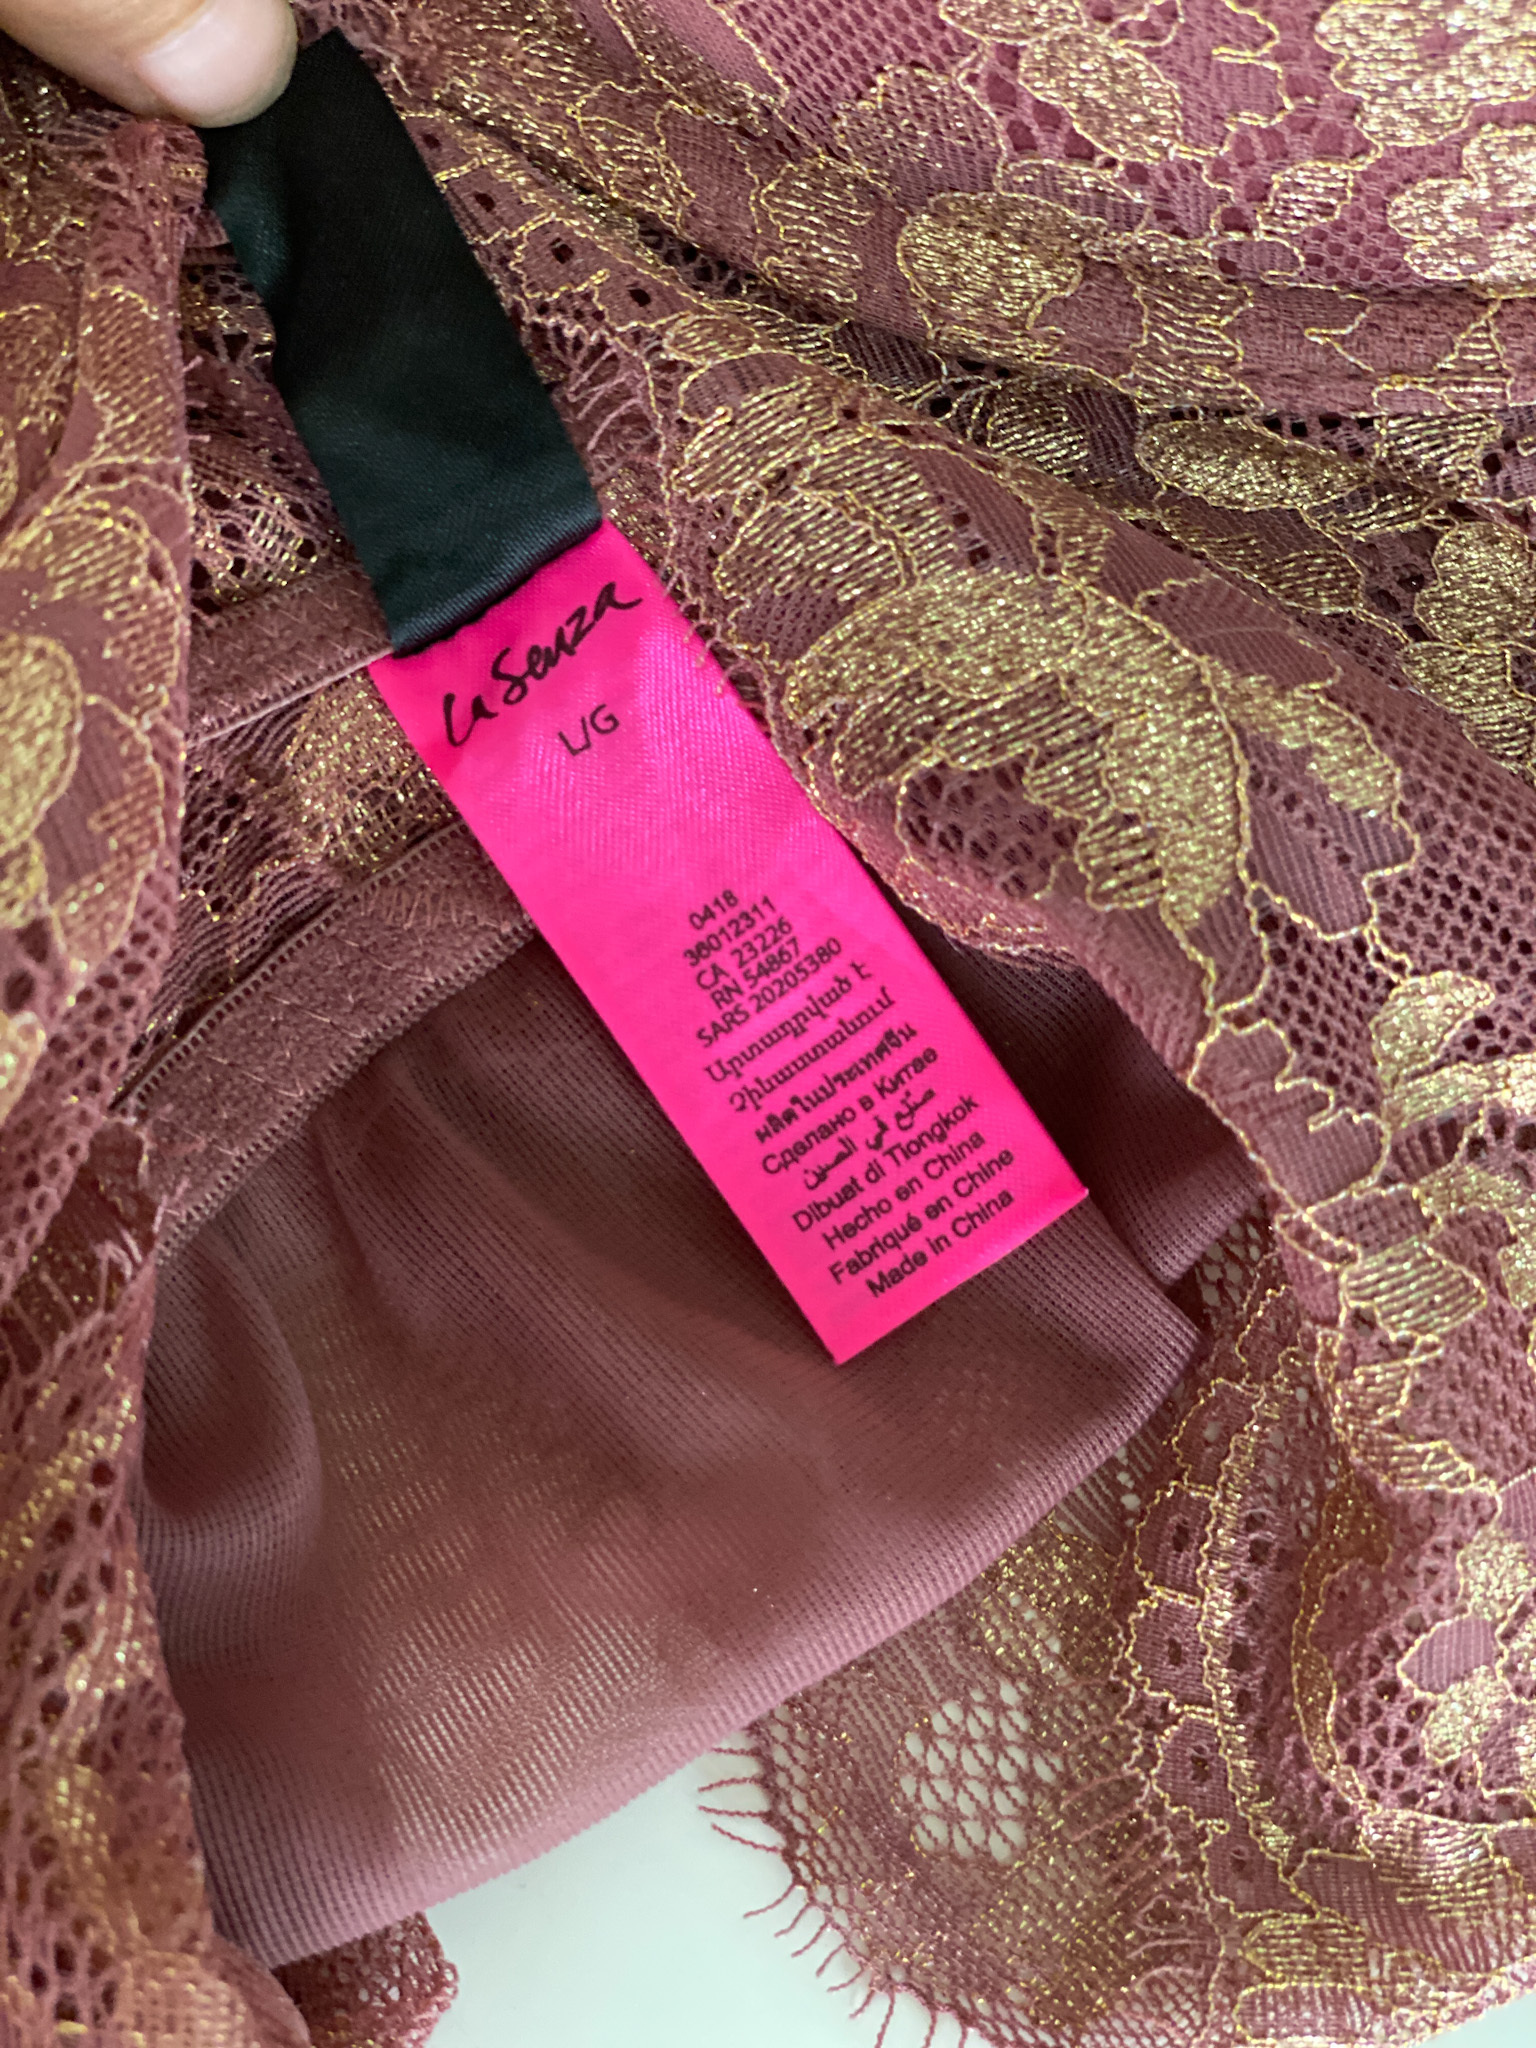 La Senza
L/G
0418
36012311
CA 23226
RN 54867
SARS 20205380
Արտադրված է
Չինաստանում
ผลิตในประเทศจีน
Сделано в Китае
صنع في الصين
Dibuat di Tiongkok
Hecho en China
Fabriqué en Chine
Made in China